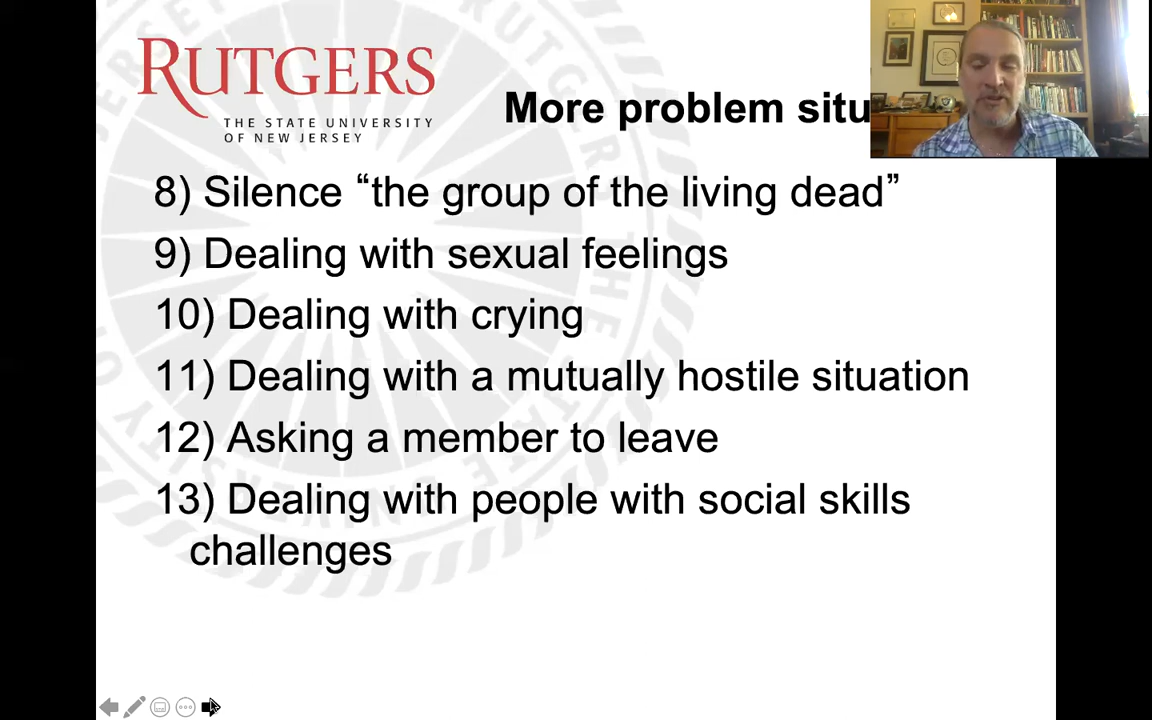 RUTGERS
THE STATE UNIVERSITY
OF NEW JERSEY
More problem situ
8) Silence “the group of the living dead”
9) Dealing with sexual feelings
10) Dealing with crying
11) Dealing with a mutually hostile situation
12) Asking a member to leave
13) Dealing with people with social skills
challenges